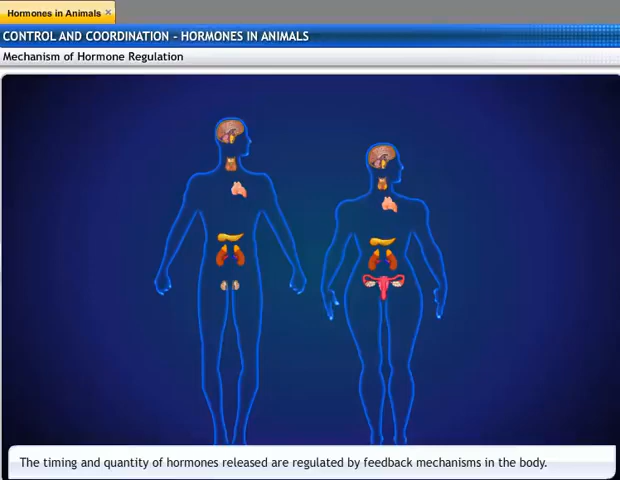 Hormones in Animals
CONTROL AND COORDINATION - HORMONES IN ANIMALS
Mechanism of Hormone Regulation
The timing and quantity of hormones released are regulated by feedback mechanisms in the body.